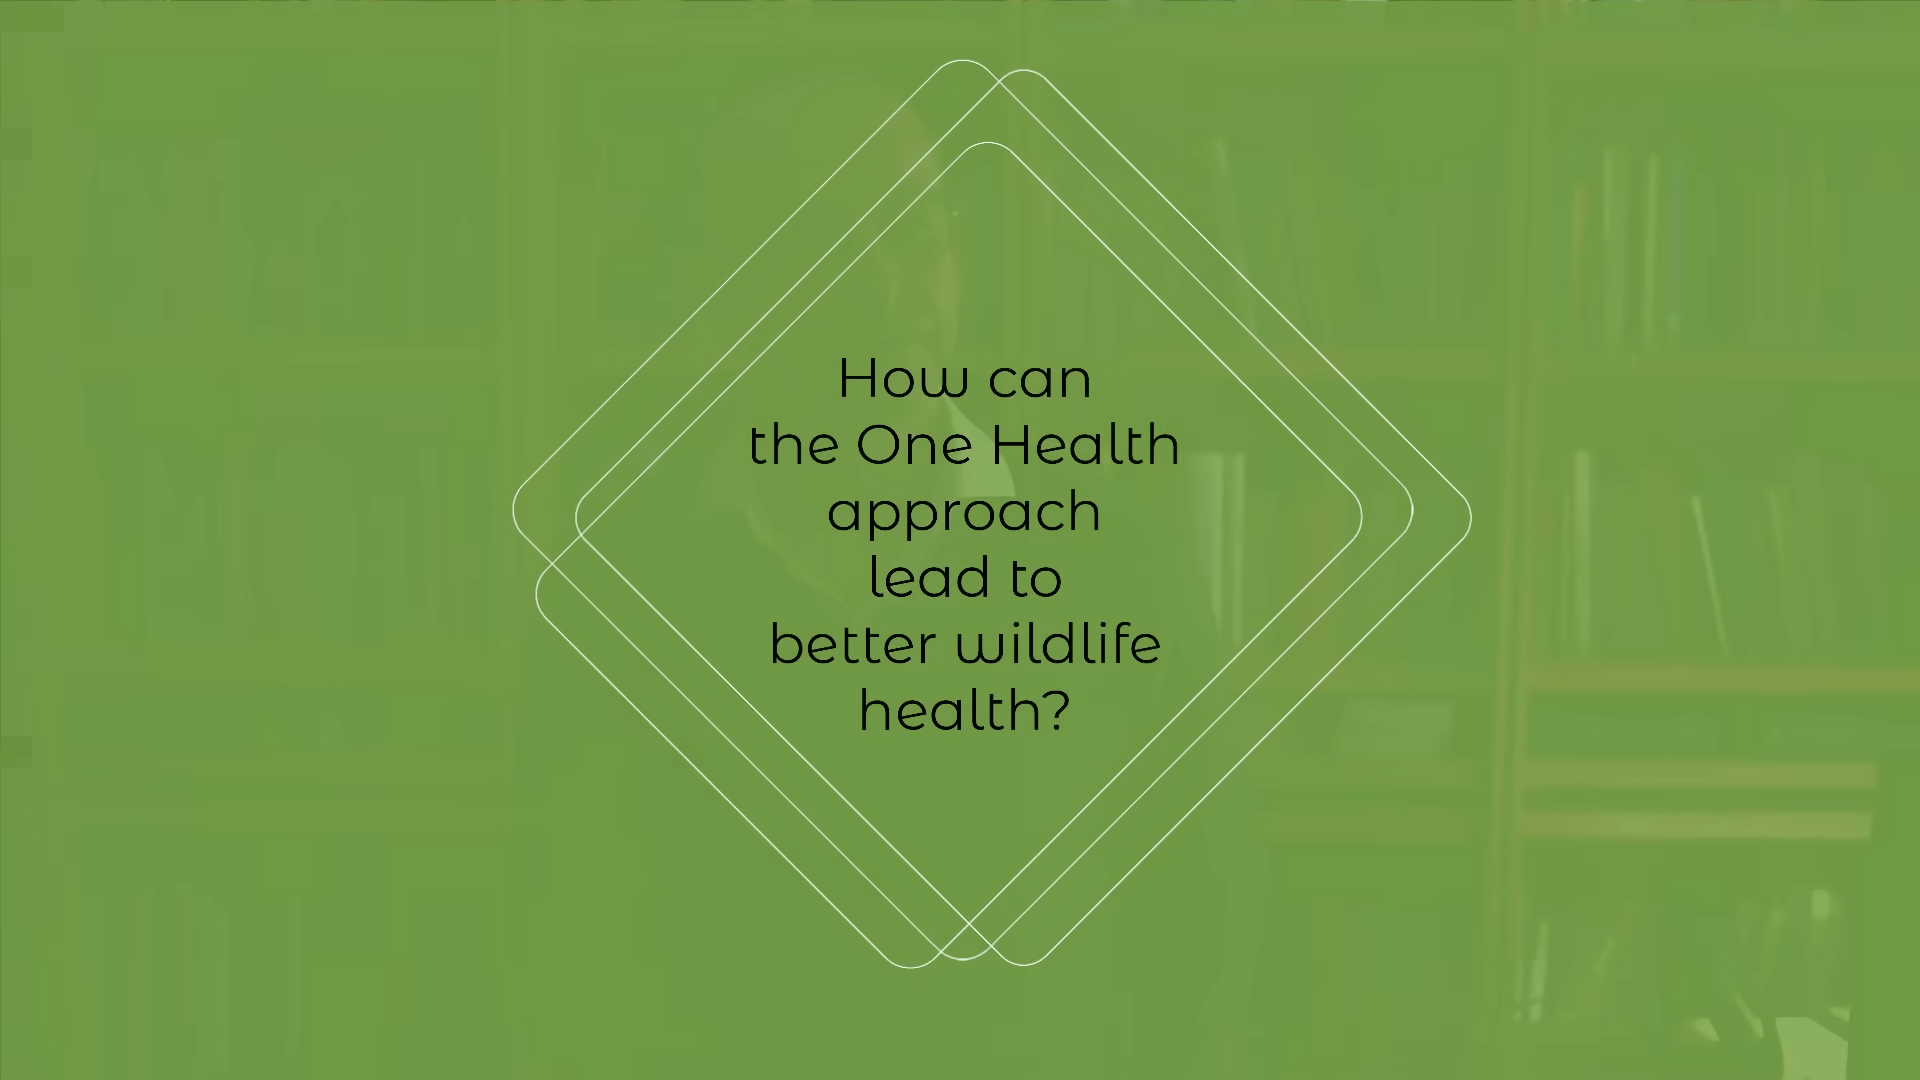 How can
the One Health
approach
lead to
better wildlife
health?